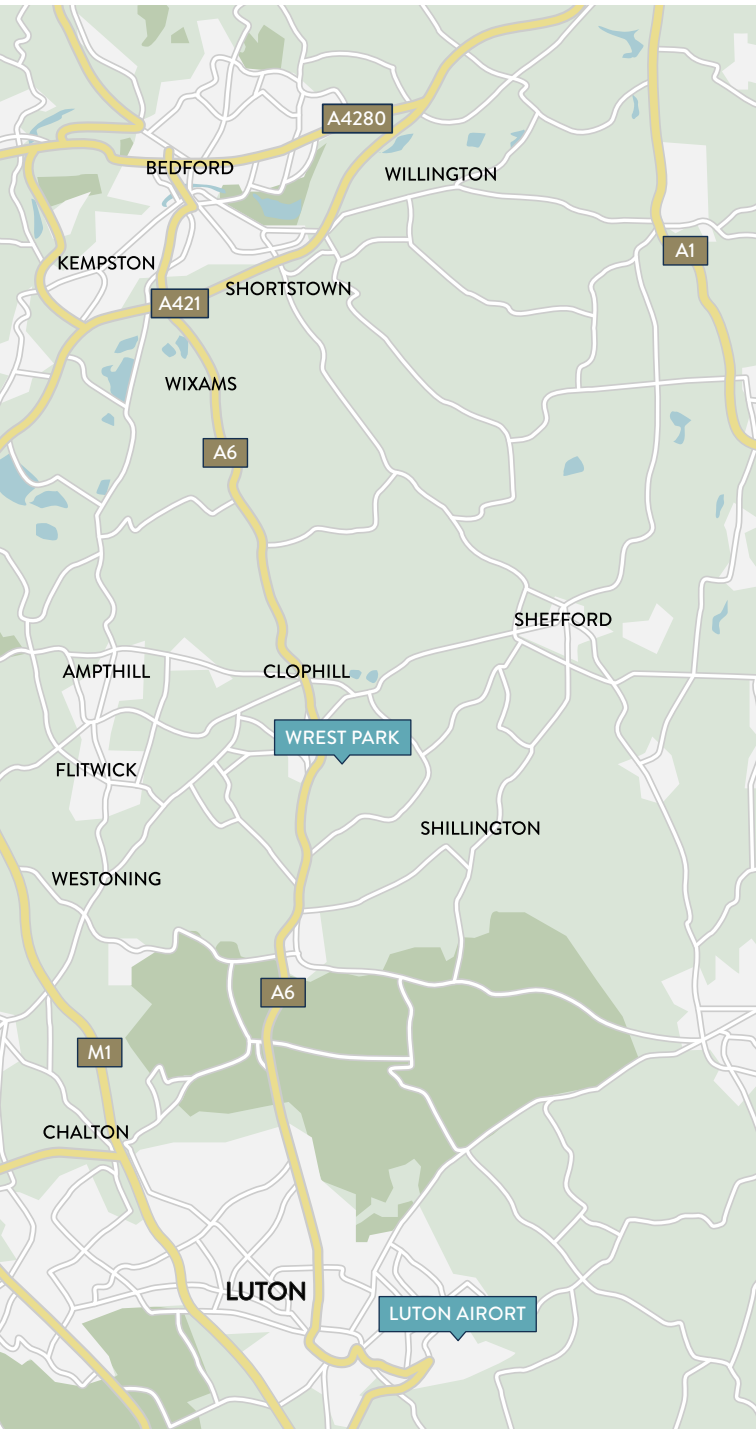 A4280
BEDFORD
WILLINGTON
A1
KEMPSTON
SHORTSTOWN
A421
WIXAMS
A6
SHEFFORD
AMPTHILL
CLOPHILL
WREST PARK
FLITWICK
SHILLINGTON
WESTONING
A6
M1
CHALTON
LUTON
LUTON AIRORT